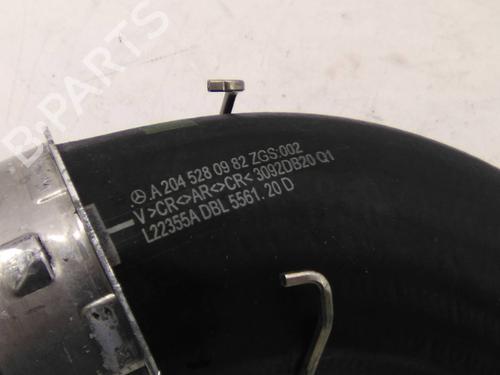 B-PARTS
A 204 528 09 82 ZGS:002
V >CR<>AR<>CR< 3092DB20 Q1
L22355A DBL 5561. 20 D